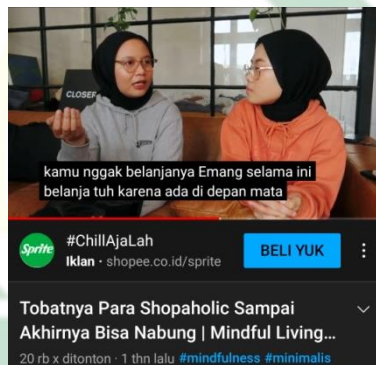 CLOSEF
kamu nggak belanjanya Emang selama ini
belanja tuh karena ada di depan mata
Sprite
#ChillAjaLah
Iklan · shopee.co.id/sprite
BELI YUK
Tobatnya Para Shopaholic Sampai
Akhirnya Bisa Nabung | Mindful Living...
20 rb x ditonton · 1 thn lalu #mindfulness #minimalis